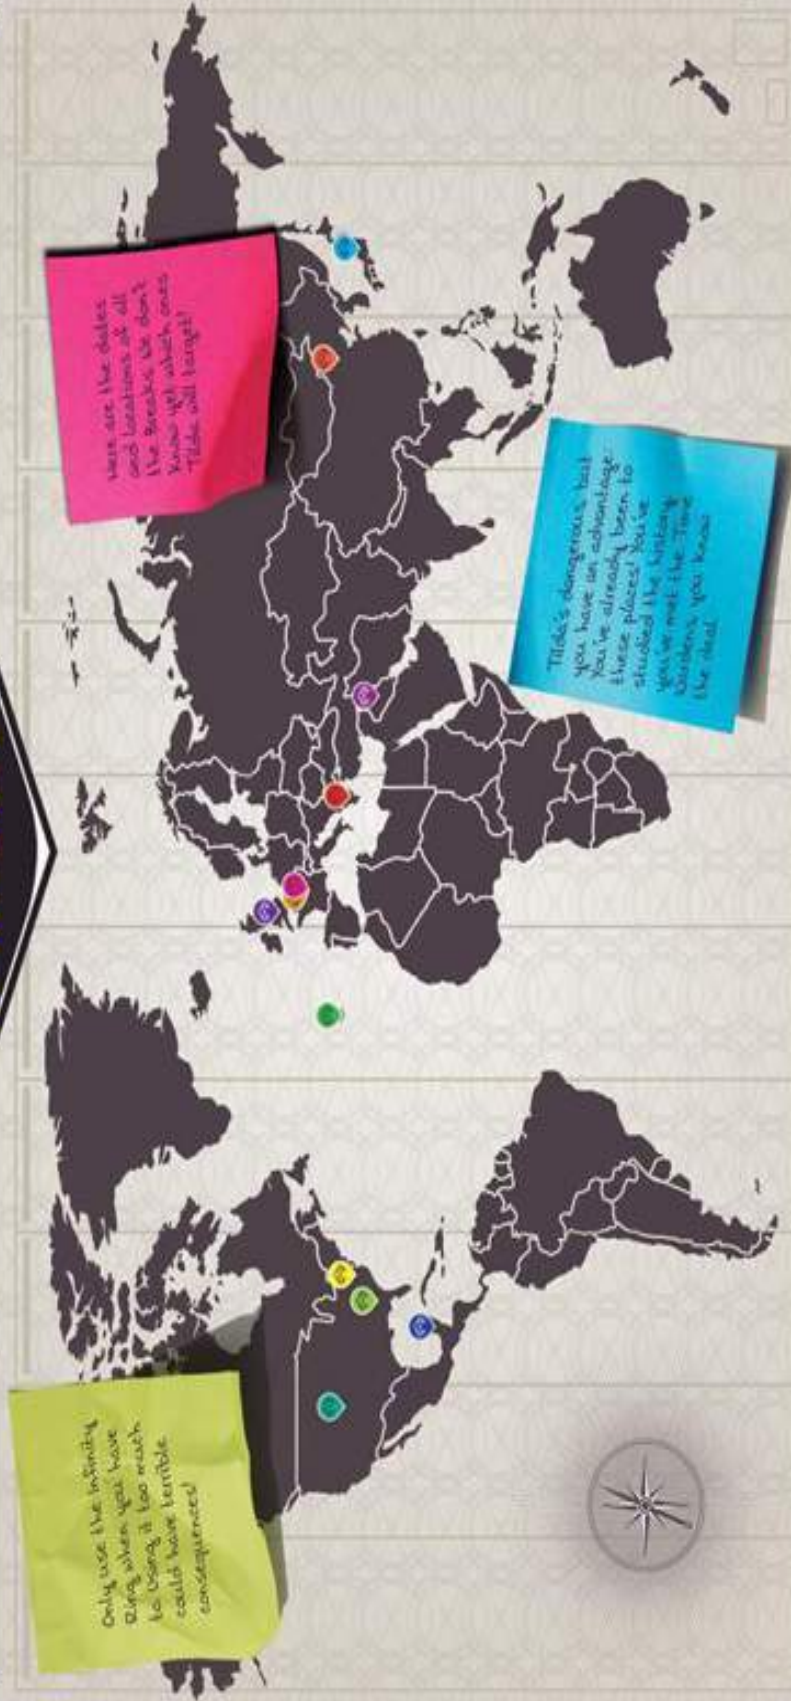 Only use the Infinity
Ring when you have
to. Using it too much
could have terrible
consequences!
Tilda's dangerous, but
you have an advantage:
You've already been to
these places! You've
studied the history,
you've met the Time
Wardens, you know
the deal.
Here are the dates
and locations of all
the Breaks. We don't
know yet which ones
Tilda will target!